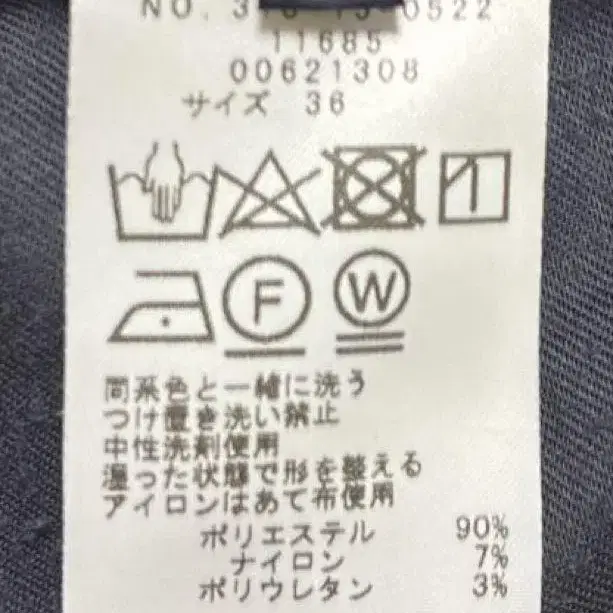 11685
00621308
サイズ 36
F
W
同系色と一緒に洗う
つけ置き洗い禁止
中性洗剤使用
湿った状態で形を整える
アイロンはあて布使用
ポリエステル 90%
ナイロン 7%
ポリウレタン 3%